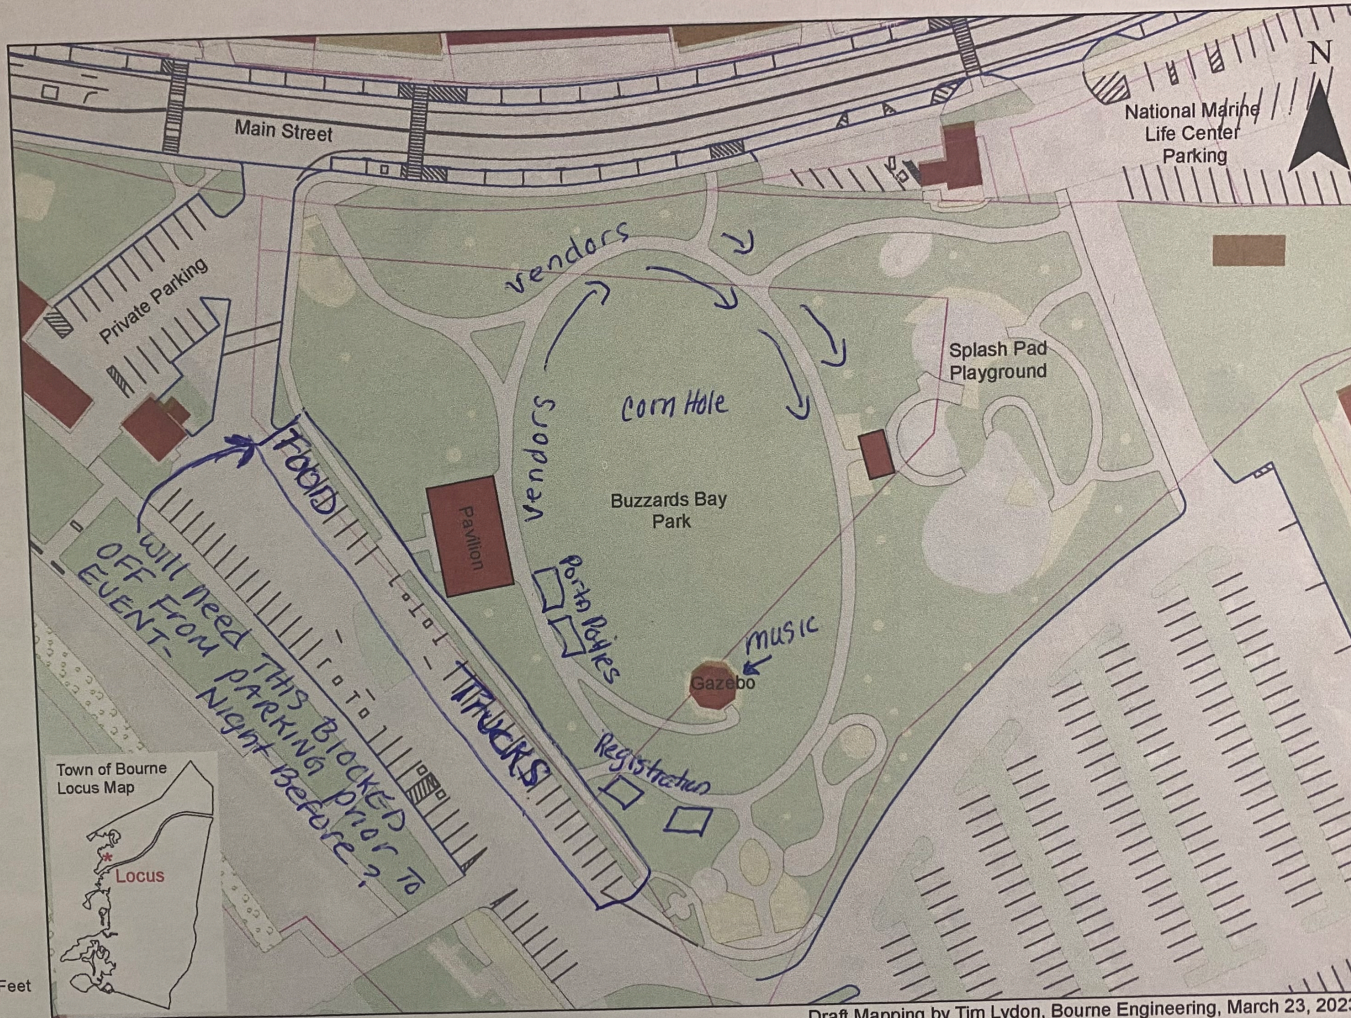 N
National Marine
Life Center
Parking
Main Street
Private Parking
vendors
Splash Pad
Playground
corn Hole
vendors
FOOD
Buzzards Bay
Park
Pavilion
Porta Poties
music
Gazebo
TRUCKS
Registration
will need THIS BLOCKED
OFF FROM PARKING PRIOR TO
EVENT- Night Before?
Town of Bourne
Locus Map
Locus
Feet
Draft Mapping by Tim Lydon, Bourne Engineering, March 23, 2023